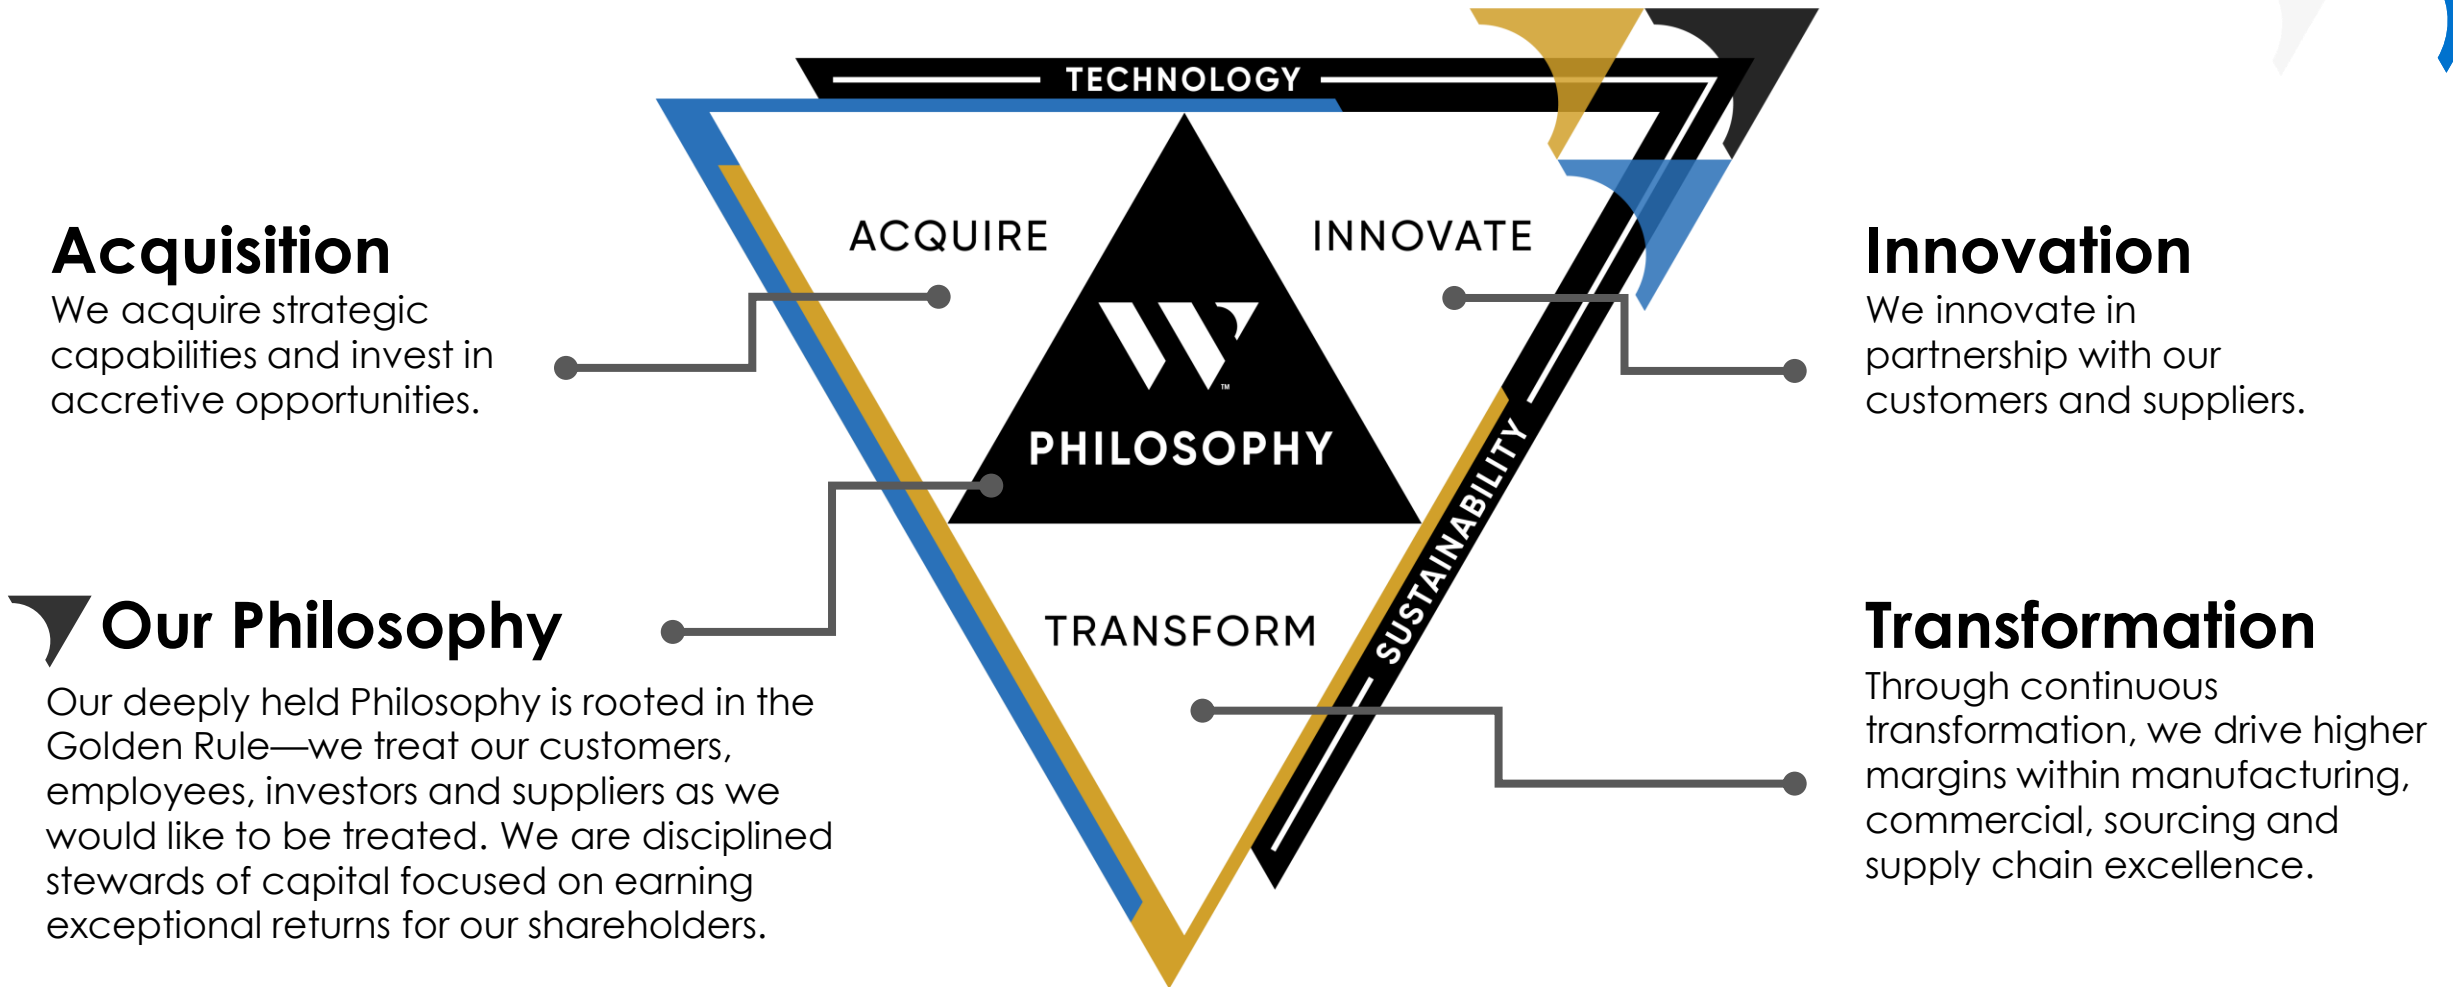 TECHNOLOGY
ACQUIRE
INNOVATE
W
™
PHILOSOPHY
TRANSFORM
SUSTAINABILITY
Acquisition
We acquire strategic
capabilities and invest in
accretive opportunities.
Our Philosophy
Our deeply held Philosophy is rooted in the
Golden Rule—we treat our customers,
employees, investors and suppliers as we
would like to be treated. We are disciplined
stewards of capital focused on earning
exceptional returns for our shareholders.
Innovation
We innovate in
partnership with our
customers and suppliers.
Transformation
Through continuous
transformation, we drive higher
margins within manufacturing,
commercial, sourcing and
supply chain excellence.